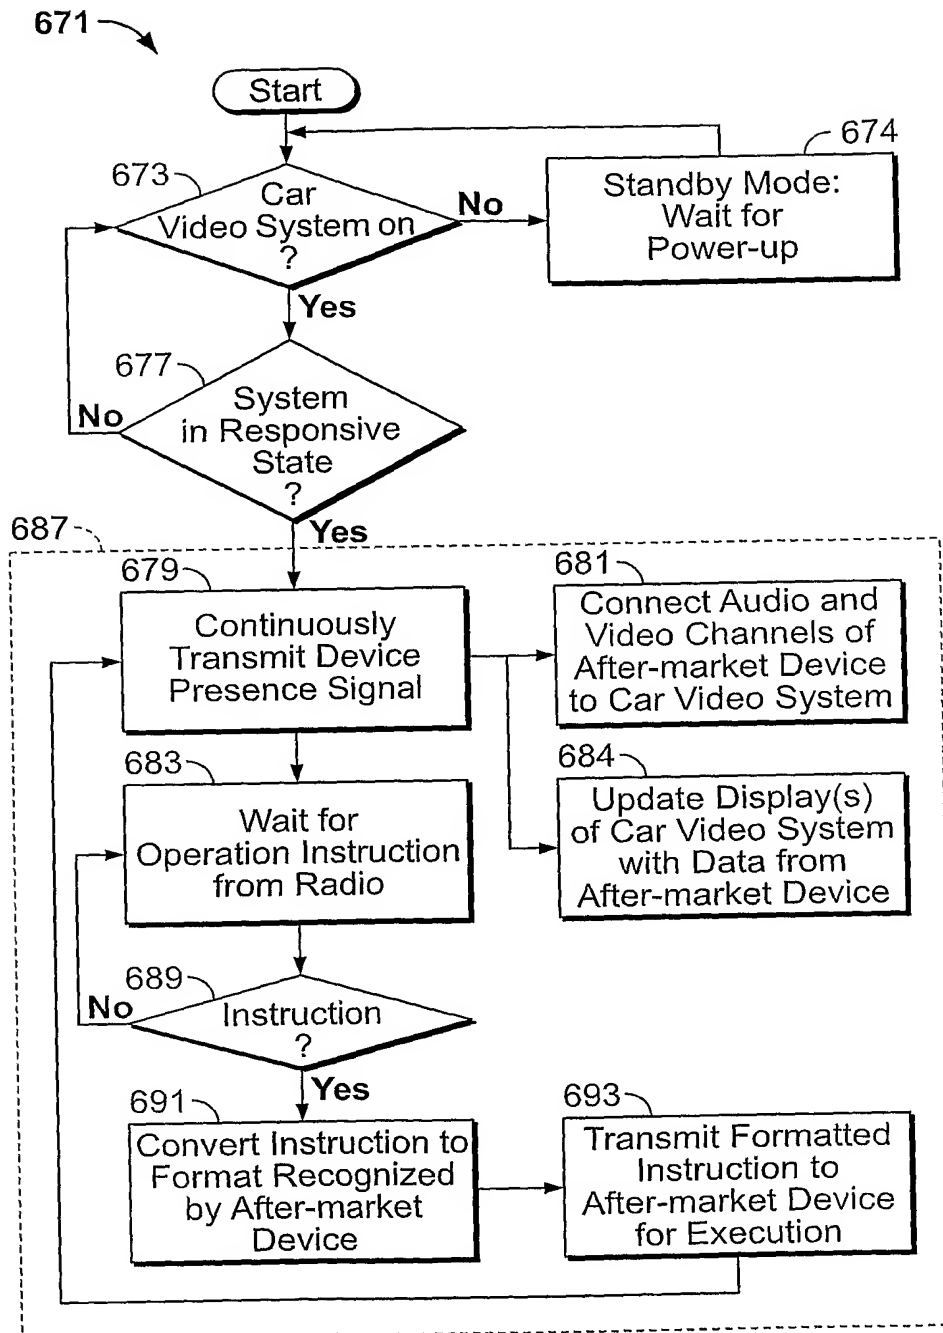 671
Start
673
Car
Video System on
?
No
674
Standby Mode:
Wait for
Power-up
Yes
677
System
in Responsive
State
?
No
Yes
687
679
Continuously
Transmit Device
Presence Signal
681
Connect Audio and
Video Channels of
After-market Device
to Car Video System
683
Wait for
Operation Instruction
from Radio
684
Update Display(s)
of Car Video System
with Data from
After-market Device
689
Instruction
?
No
Yes
691
Convert Instruction to
Format Recognized
by After-market
Device
693
Transmit Formatted
Instruction to
After-market Device
for Execution